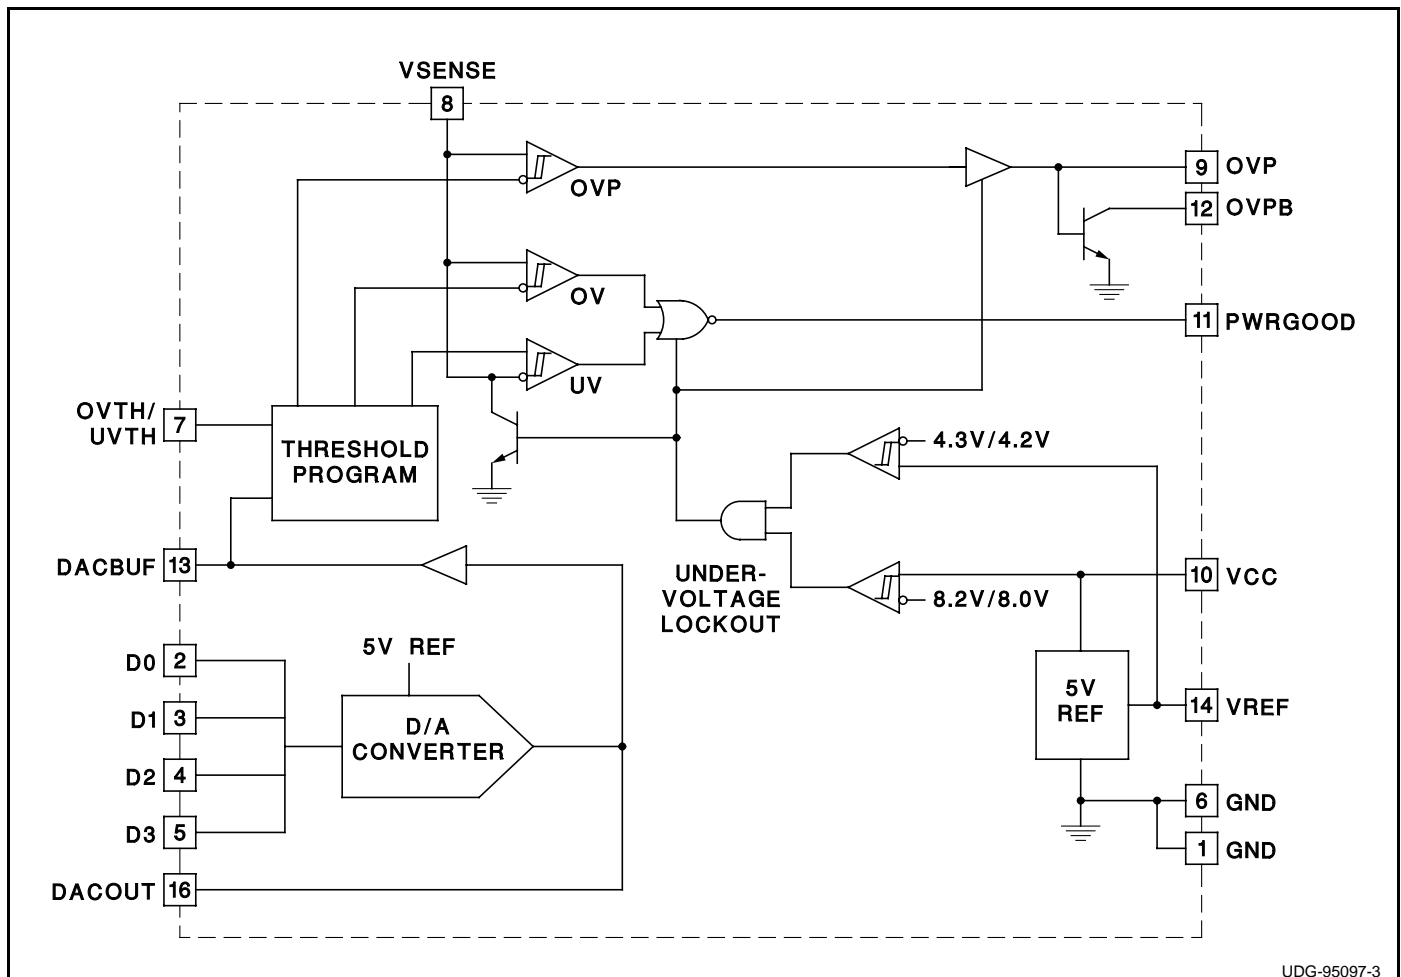 VSENSE
8
OVP
9 OVP
12 OVPB
OV
11 PWRGOOD
UV
OVTH/
UVTH
7
THRESHOLD
PROGRAM
4.3V/4.2V
DACBUF 13
UNDER-
VOLTAGE
LOCKOUT
10 VCC
8.2V/8.0V
5V REF
D0 2
5V
REF
14 VREF
D1 3
D/A
CONVERTER
D2 4
6 GND
D3 5
1 GND
DACOUT 16
UDG-95097-3